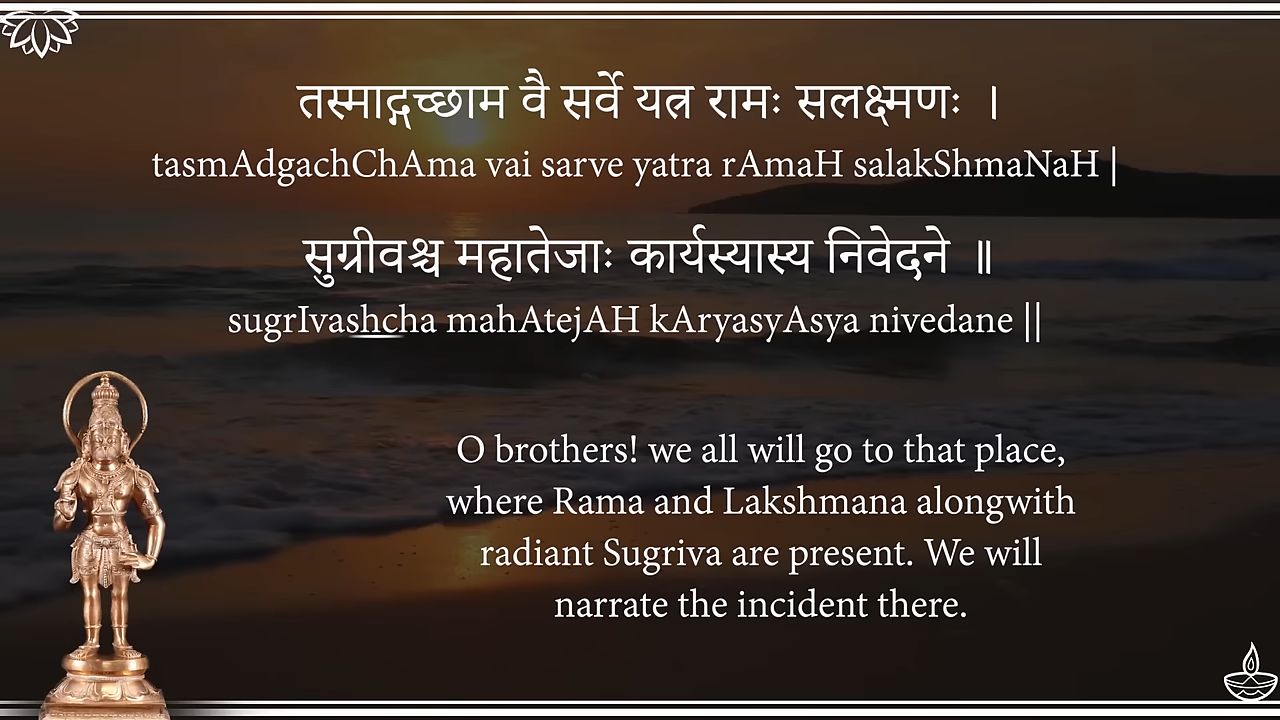 तस्माद्गच्छाम वै सर्वे यत्र रामः सलक्ष्मणः ।
tasmAdgachChAma vai sarve yatra rAmaH salakShmaNaH |
सुग्रीवश्च महातेजाः कार्यस्यास्य निवेदने ॥
sugrIvashcha mahAtejAH kAryasyAsya nivedane ||
O brothers! we all will go to that place,
where Rama and Lakshmana alongwith
radiant Sugriva are present. We will
narrate the incident there.